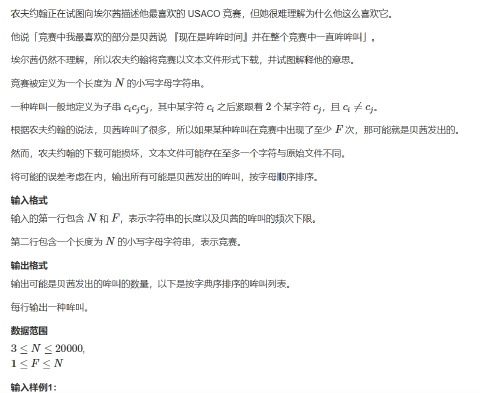 农夫约翰正在试图向埃尔茜描述他最喜欢的 USACO 竞赛，但她很难理解为什么他这么喜欢它。
他说「竞赛中我最喜欢的部分是贝茜说 『现在是哞哞时间』并在整个竞赛中一直哞哞叫」。
埃尔茜仍然不理解，所以农夫约翰将竞赛以文本文件形式下载，并试图解释他的意思。
竞赛被定义为一个长度为 N 的小写字母字符串。
一种哞叫一般地定义为子串 cᵢcⱼcⱼ，其中某字符 cᵢ 之后紧跟着 2 个某字符 cⱼ，且 cᵢ ≠ cⱼ。
根据农夫约翰的说法，贝茜哞叫了很多，所以如果某种哞叫在竞赛中出现了至少 F 次，那可能就是贝茜发出的。
然而，农夫约翰的下载可能损坏，文本文件可能存在至多一个字符与原始文件不同。
将可能的误差考虑在内，输出所有可能是贝茜发出的哞叫，按字母顺序排序。
输入格式
输入的第一行包含 N 和 F，表示字符串的长度以及贝茜的哞叫的频次下限。
第二行包含一个长度为 N 的小写字母字符串，表示竞赛。
输出格式
输出可能是贝茜发出的哞叫的数量，以下是按字典序排序的哞叫列表。
每行输出一种哞叫。
数据范围
3 ≤ N ≤ 20000,
1 ≤ F ≤ N
输入样例1：